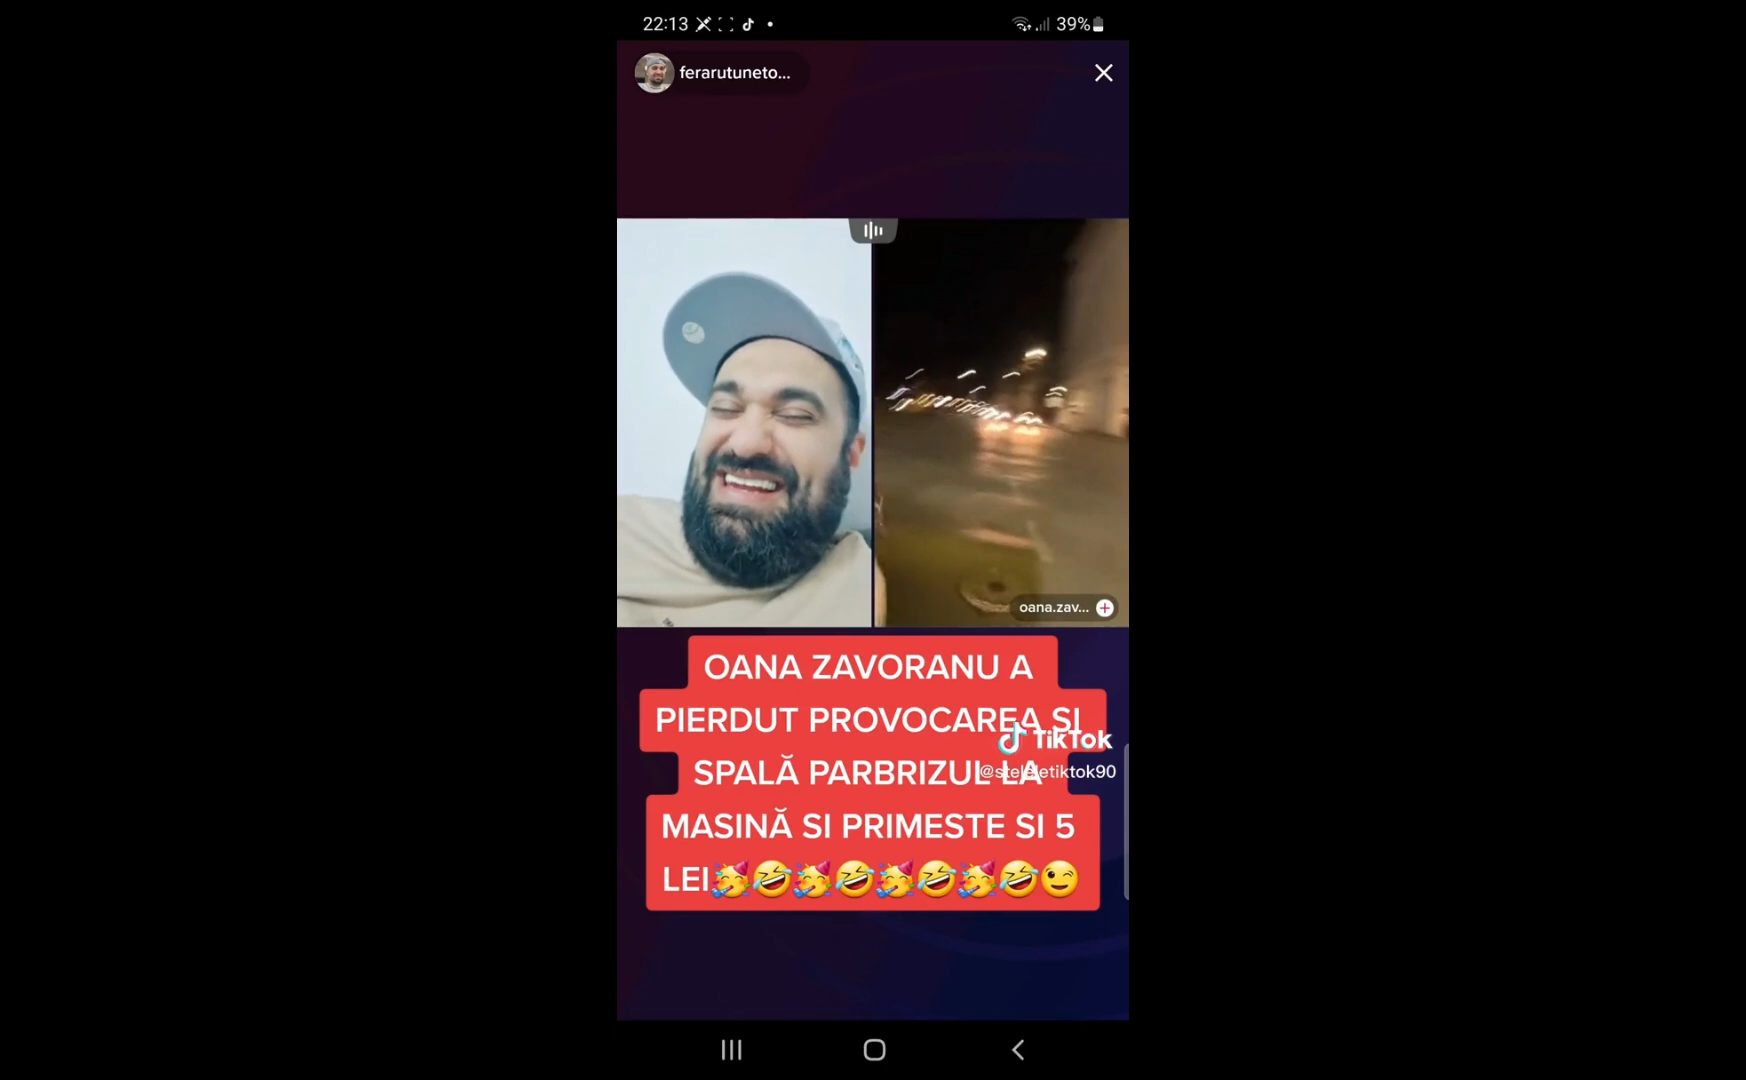 22:13
39%
ferarutuneto...
oana.zav...
OANA ZAVORANU A
PIERDUT PROVOCAREA SI
SPALĂ PARBRIZUL LA
MASINĂ SI PRIMESTE SI 5
LEI🥳🤣🥳🤣🥳🤣🥳🤣😉
TikTok
@steleletiktok90